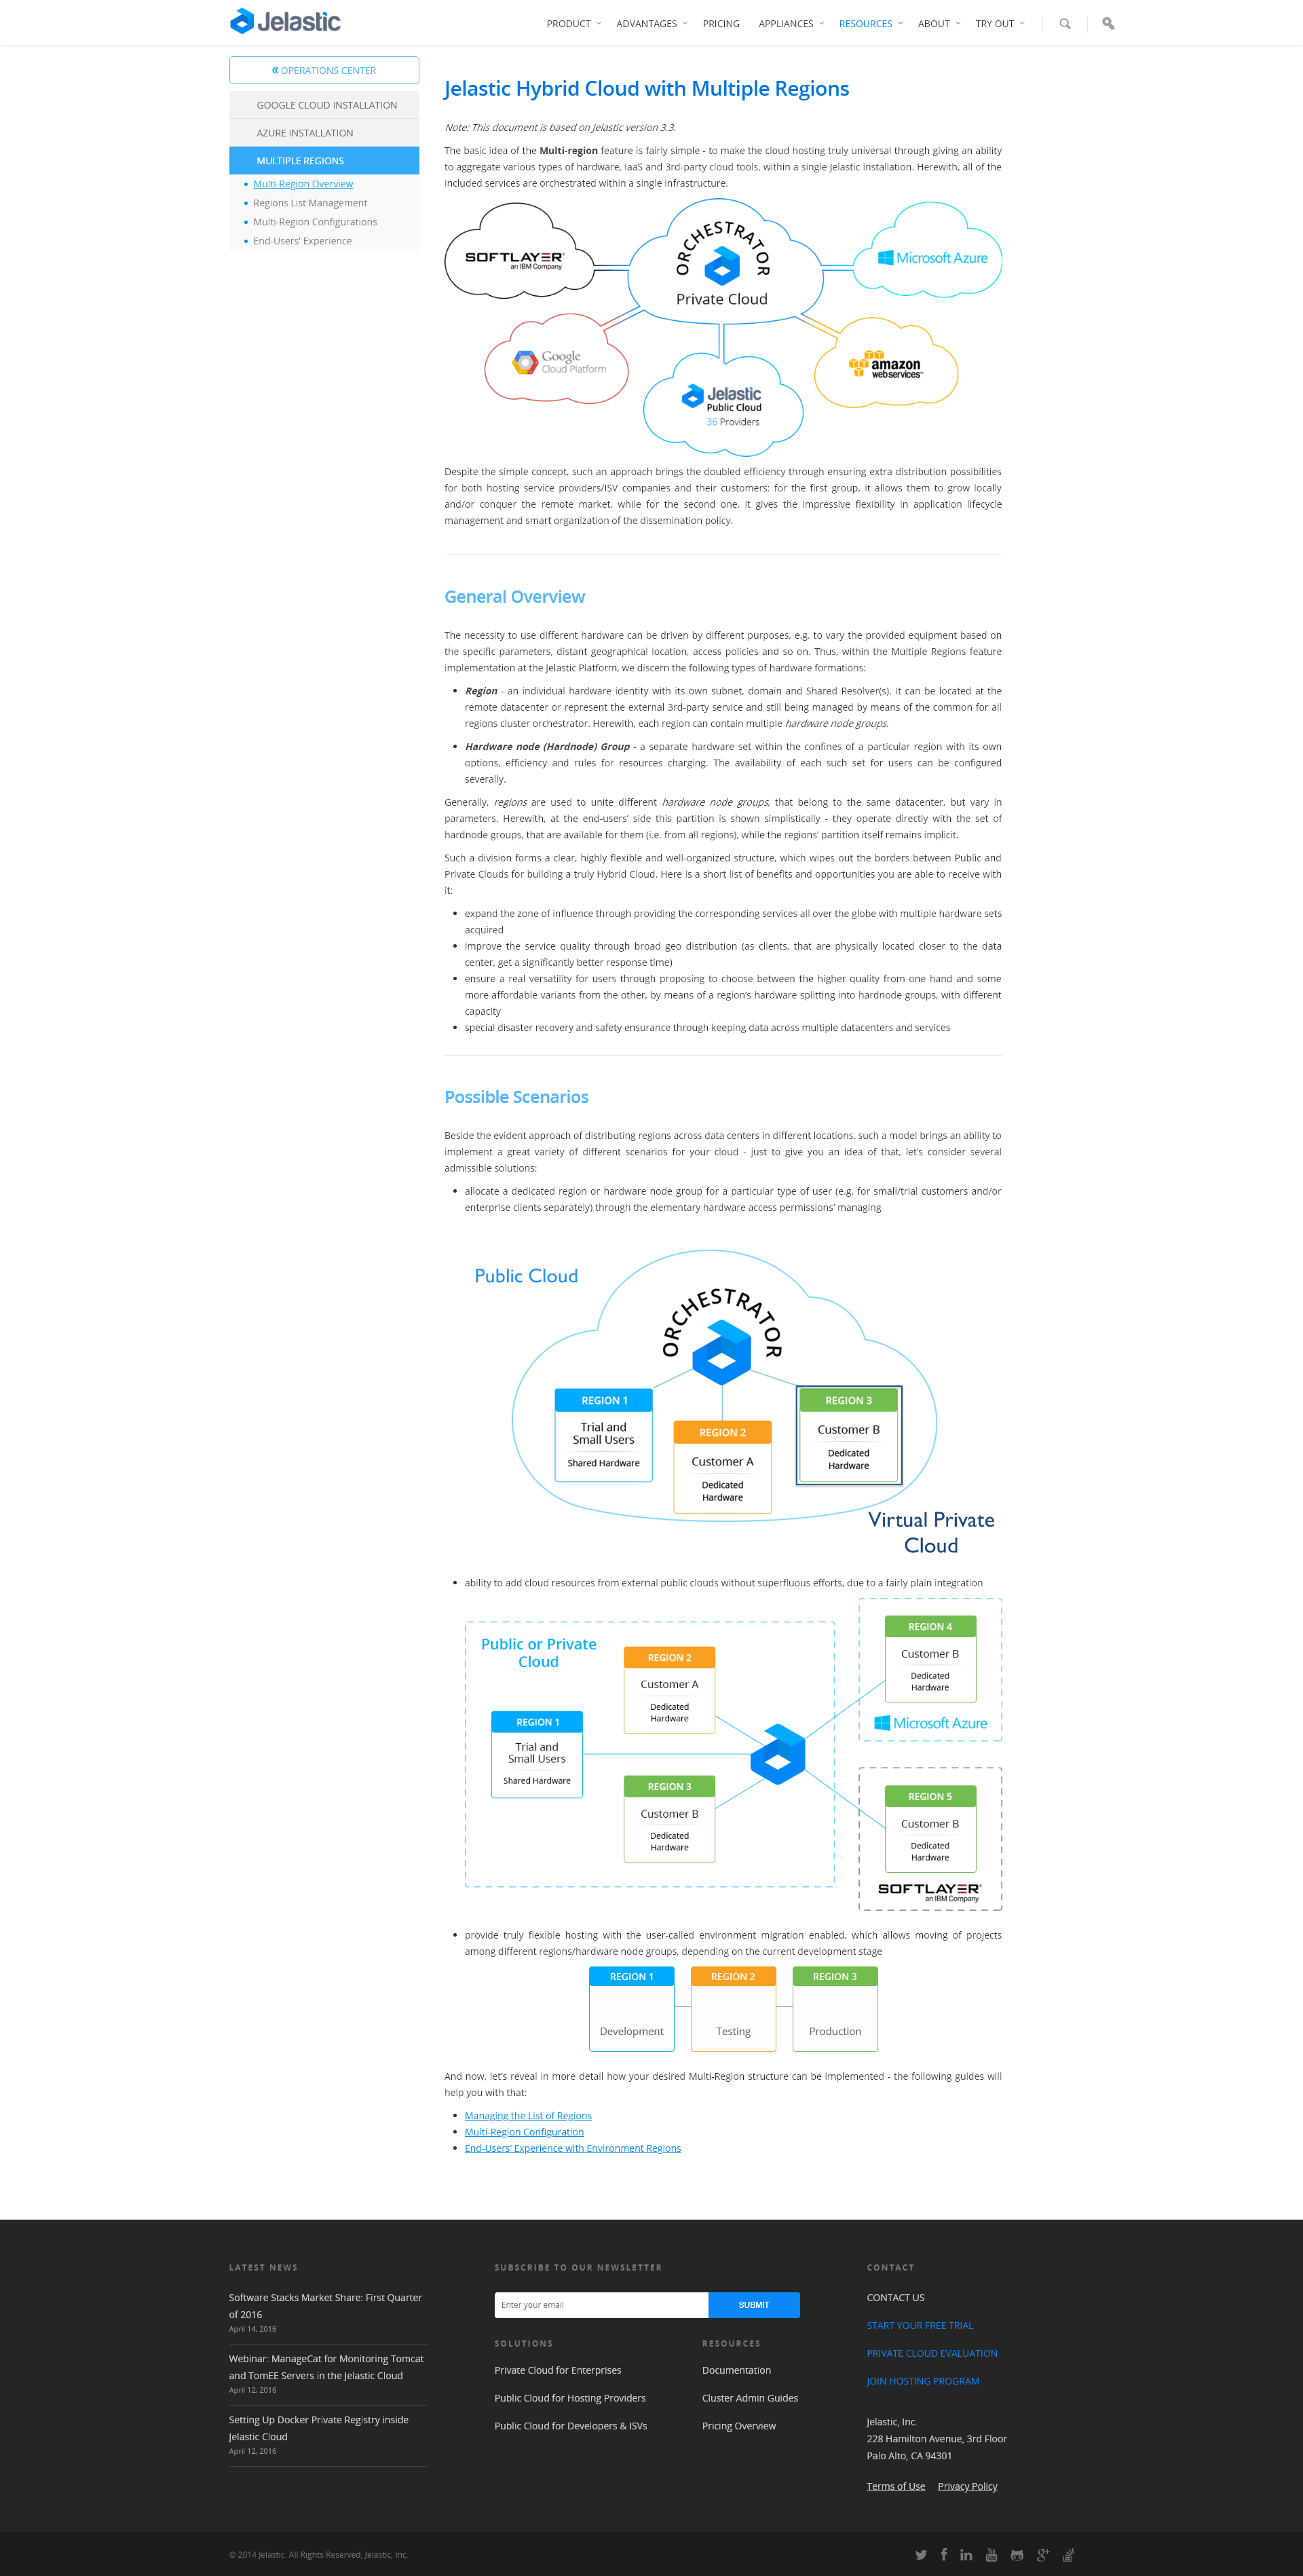 Jelastic
PRODUCT
ADVANTAGES
PRICING
APPLIANCES
RESOURCES
ABOUT
TRY OUT
« OPERATIONS CENTER
GOOGLE CLOUD INSTALLATION
AZURE INSTALLATION
MULTIPLE REGIONS
Multi-Region Overview
Regions List Management
Multi-Region Configurations
End-Users' Experience
Jelastic Hybrid Cloud with Multiple Regions
Note: This document is based on Jelastic version 3.3.
The basic idea of the Multi-region feature is fairly simple - to make the cloud hosting truly universal through giving an ability
to aggregate various types of hardware, IaaS and 3rd-party cloud tools, within a single Jelastic installation. Herewith, all of the
included services are orchestrated within a single infrastructure.
SOFTLAYER
an IBM Company
ORCHESTRATOR
Private Cloud
Microsoft Azure
Google
Cloud Platform
Jelastic
Public Cloud
36 Providers
amazon
webservices™
Despite the simple concept, such an approach brings the doubled efficiency through ensuring extra distribution possibilities
for both hosting service providers/ISV companies and their customers: for the first group, it allows them to grow locally
and/or conquer the remote market, while for the second one, it gives the impressive flexibility in application lifecycle
management and smart organization of the dissemination policy.
General Overview
The necessity to use different hardware can be driven by different purposes, e.g. to vary the provided equipment based on
the specific parameters, distant geographical location, access policies and so on. Thus, within the Multiple Regions feature
implementation at the Jelastic Platform, we discern the following types of hardware formations:
Region - an individual hardware identity with its own subnet, domain and Shared Resolver(s). It can be located at the
remote datacenter or represent the external 3rd-party service and still being managed by means of the common for all
regions cluster orchestrator. Herewith, each region can contain multiple hardware node groups.
Hardware node (Hardnode) Group - a separate hardware set within the confines of a particular region with its own
options, efficiency and rules for resources charging. The availability of each such set for users can be configured
severally.
Generally, regions are used to unite different hardware node groups, that belong to the same datacenter, but vary in
parameters. Herewith, at the end-users’ side this partition is shown simplistically - they operate directly with the set of
hardnode groups, that are available for them (i.e. from all regions), while the regions’ partition itself remains implicit.
Such a division forms a clear, highly flexible and well-organized structure, which wipes out the borders between Public and
Private Clouds for building a truly Hybrid Cloud. Here is a short list of benefits and opportunities you are able to receive with
it:
expand the zone of influence through providing the corresponding services all over the globe with multiple hardware sets
acquired
improve the service quality through broad geo distribution (as clients, that are physically located closer to the data
center, get a significantly better response time)
ensure a real versatility for users through proposing to choose between the higher quality from one hand and some
more affordable variants from the other, by means of a region’s hardware splitting into hardnode groups, with different
capacity
special disaster recovery and safety ensurance through keeping data across multiple datacenters and services
Possible Scenarios
Beside the evident approach of distributing regions across data centers in different locations, such a model brings an ability to
implement a great variety of different scenarios for your cloud - just to give you an idea of that, let’s consider several
admissible solutions:
allocate a dedicated region or hardware node group for a particular type of user (e.g. for small/trial customers and/or
enterprise clients separately) through the elementary hardware access permissions’ managing
Public Cloud
ORCHESTRATOR
REGION 1
Trial and
Small Users
Shared Hardware
REGION 2
Customer A
Dedicated
Hardware
REGION 3
Customer B
Dedicated
Hardware
Virtual Private
Cloud
ability to add cloud resources from external public clouds without superfluous efforts, due to a fairly plain integration
Public or Private
Cloud
REGION 1
Trial and
Small Users
Shared Hardware
REGION 2
Customer A
Dedicated
Hardware
REGION 3
Customer B
Dedicated
Hardware
REGION 4
Customer B
Dedicated
Hardware
Microsoft Azure
REGION 5
Customer B
Dedicated
Hardware
SOFTLAYER
an IBM Company
provide truly flexible hosting with the user-called environment migration enabled, which allows moving of projects
among different regions/hardware node groups, depending on the current development stage
REGION 1
Development
REGION 2
Testing
REGION 3
Production
And now, let’s reveal in more detail how your desired Multi-Region structure can be implemented - the following guides will
help you with that:
Managing the List of Regions
Multi-Region Configuration
End-Users’ Experience with Environment Regions
LATEST NEWS
Software Stacks Market Share: First Quarter
of 2016
April 14, 2016
Webinar: ManageCat for Monitoring Tomcat
and TomEE Servers in the Jelastic Cloud
April 12, 2016
Setting Up Docker Private Registry inside
Jelastic Cloud
April 12, 2016
SUBSCRIBE TO OUR NEWSLETTER
Enter your email
SUBMIT
SOLUTIONS
Private Cloud for Enterprises
Public Cloud for Hosting Providers
Public Cloud for Developers & ISVs
RESOURCES
Documentation
Cluster Admin Guides
Pricing Overview
CONTACT
CONTACT US
START YOUR FREE TRIAL
PRIVATE CLOUD EVALUATION
JOIN HOSTING PROGRAM
Jelastic, Inc.
228 Hamilton Avenue, 3rd Floor
Palo Alto, CA 94301
Terms of Use
Privacy Policy
© 2014 Jelastic. All Rights Reserved, Jelastic, Inc.